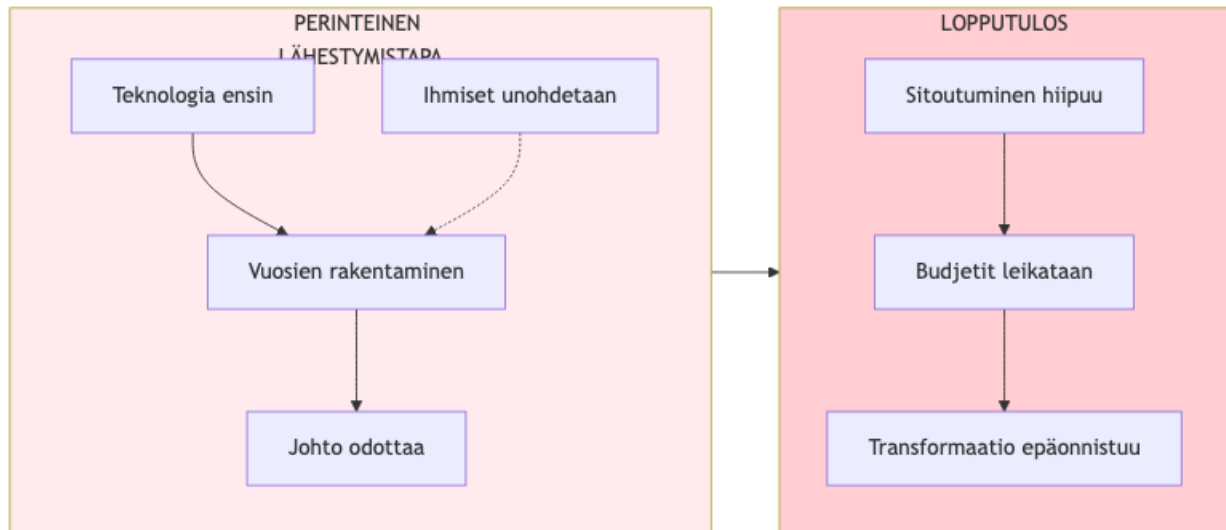 PERINTEINEN
LÄHESTYMISTAPA
Teknologia ensin
Ihmiset unohdetaan
Vuosien rakentaminen
Johto odottaa
LOPPUTULOS
Sitoutuminen hiipuu
Budjetit leikataan
Transformaatio epäonnistuu